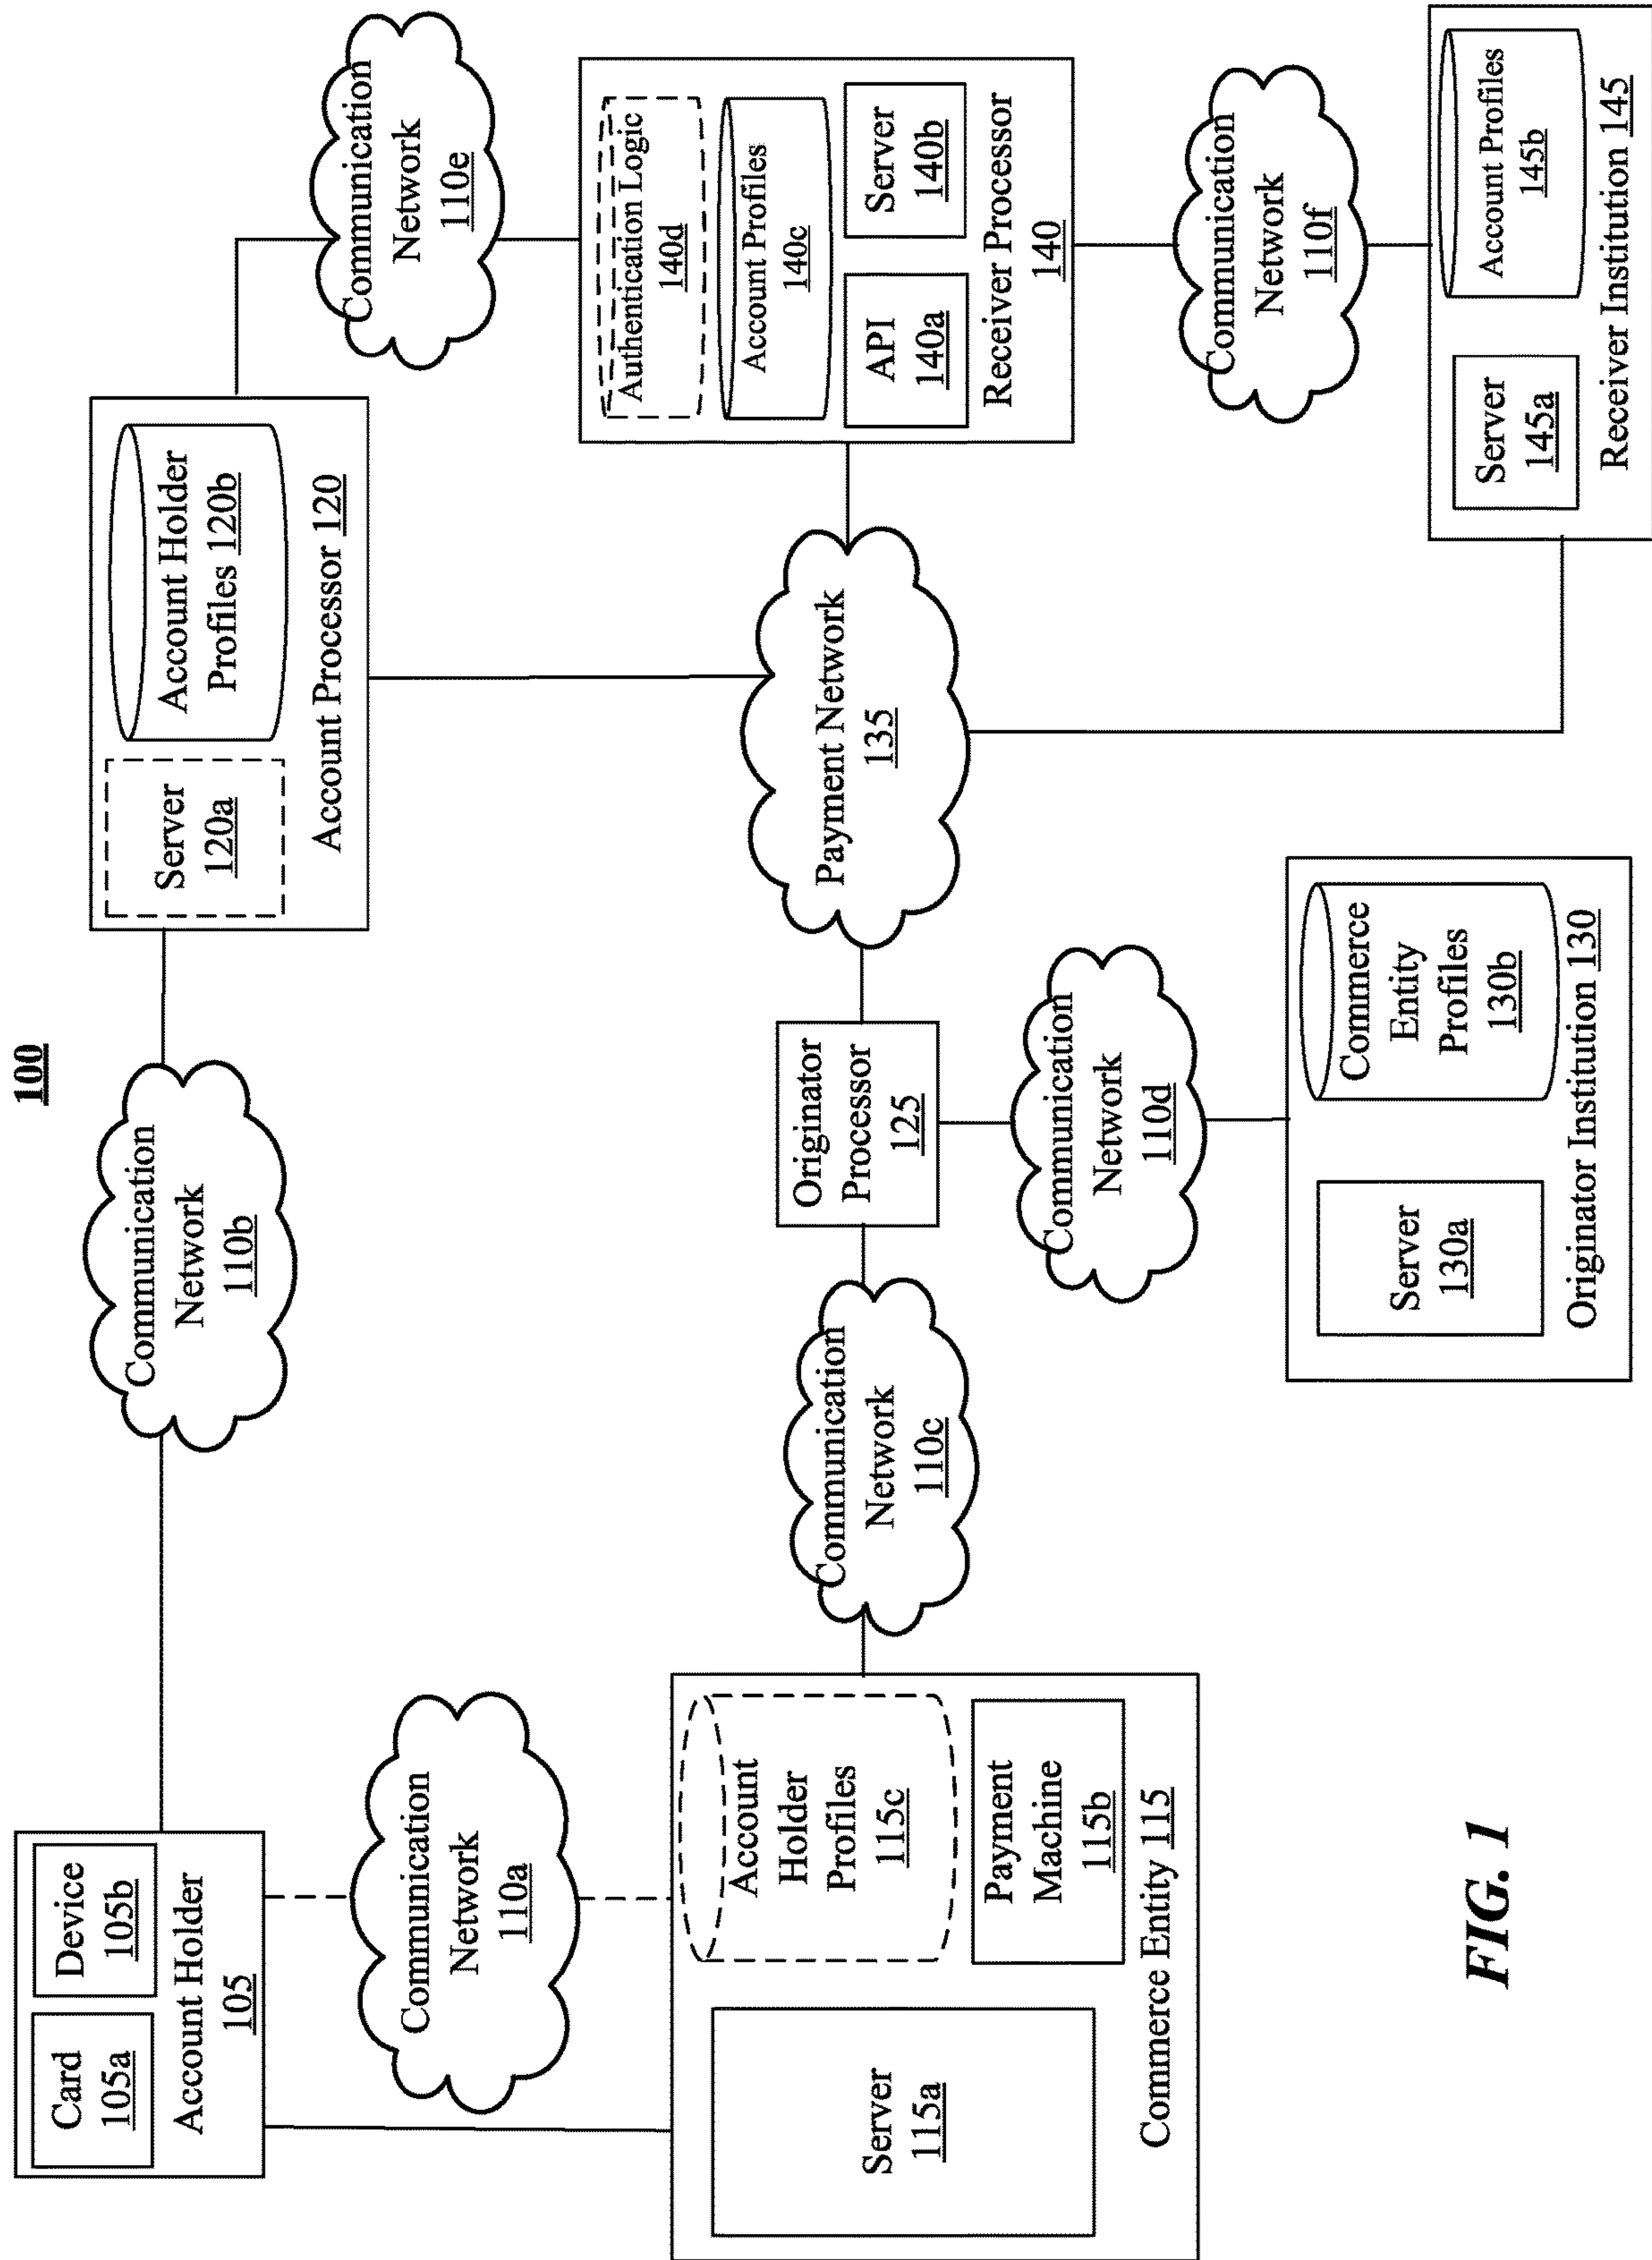 100
Card
105a
Device
105b
Account Holder
105
Communication
Network
110b
Server
120a
Account Holder
Profiles 120b
Account Processor 120
Communication
Network
110a
Communication
Network
110e
Server
115a
Account
Holder
Profiles
115c
Payment
Machine
115b
Commerce Entity 115
Communication
Network
110c
Originator
Processor
125
Payment Network
135
Authentication Logic
140d
Account Profiles
140c
API
140a
Server
140b
Receiver Processor
140
Communication
Network
110d
Communication
Network
110f
Server
130a
Commerce
Entity
Profiles
130b
Originator Institution 130
Server
145a
Account Profiles
145b
Receiver Institution 145
FIG. 1